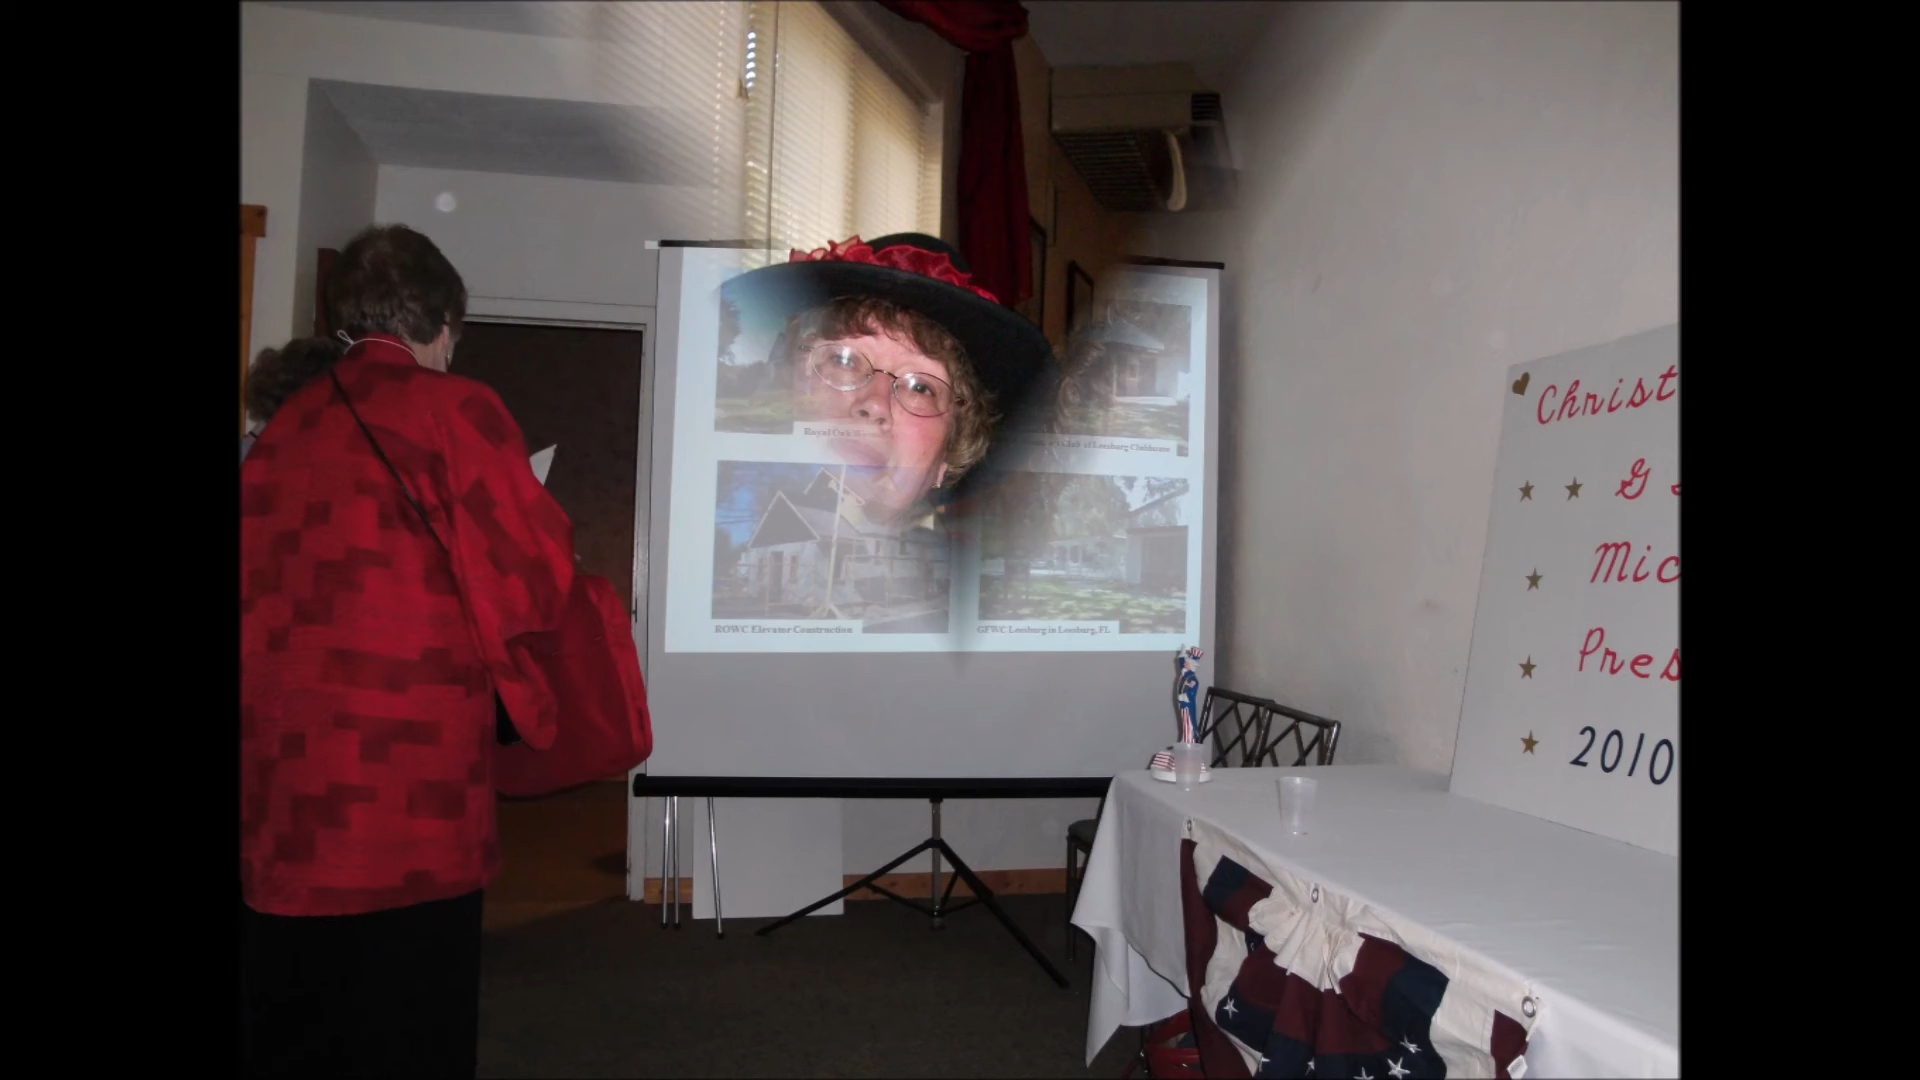 Royal Oak
of Leesburg Clubhouse
ROWC Elevator Construction
GFWC Leesburg in Leesburg, FL
Christ
G
Mic
Pres
2010